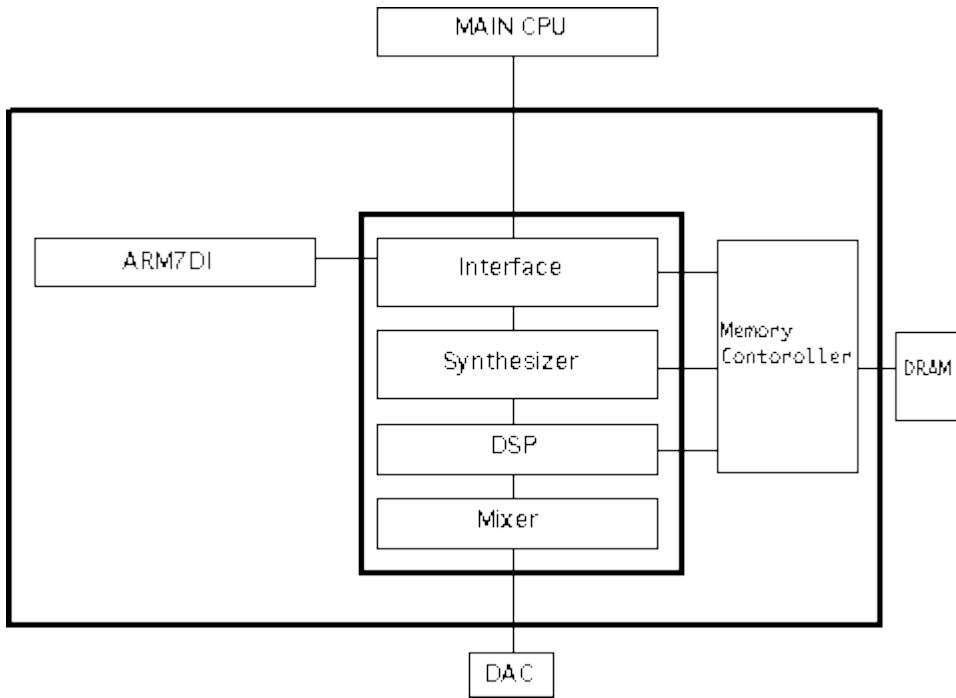 MAIN CPU
ARM7DI
Interface
Synthesizer
DSP
Mixer
Memory
Contoroller
DRAM
DAC